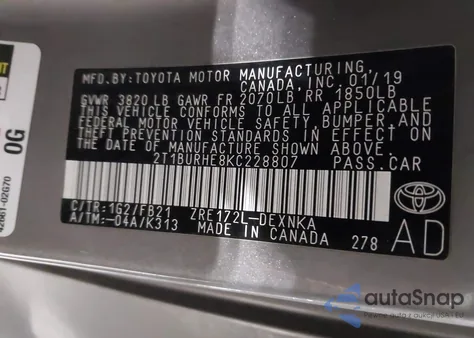 MFD.BY:TOYOTA MOTOR MANUFACTURING
CANADA, INC. 01/19
GVWR 3820 LB GAWR FR 2070LB RR 1850LB
THIS VEHICLE CONFORMS TO ALL APPLICABLE
FEDERAL MOTOR VEHICLE SAFETY, BUMPER, AND
THEFT PREVENTION STANDARDS IN EFFECT ON
THE DATE OF MANUFACTURE SHOWN ABOVE.
2T1BURHE8KC228807 PASS.CAR
C/TR:1G2/FB21 ZRE172L-DEXNKA
A/TM:-04A/K313 MADE IN CANADA 278
TOYOTA
AD
0G
42661-02G70
autoSnap